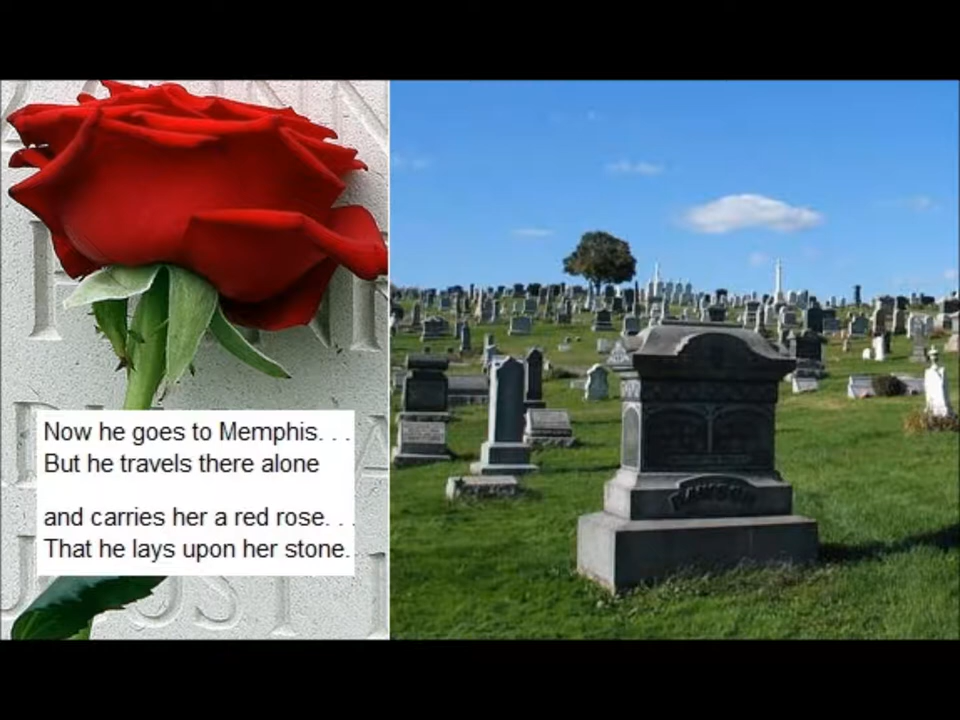 Now he goes to Memphis. . .
But he travels there alone
and carries her a red rose. . .
That he lays upon her stone.